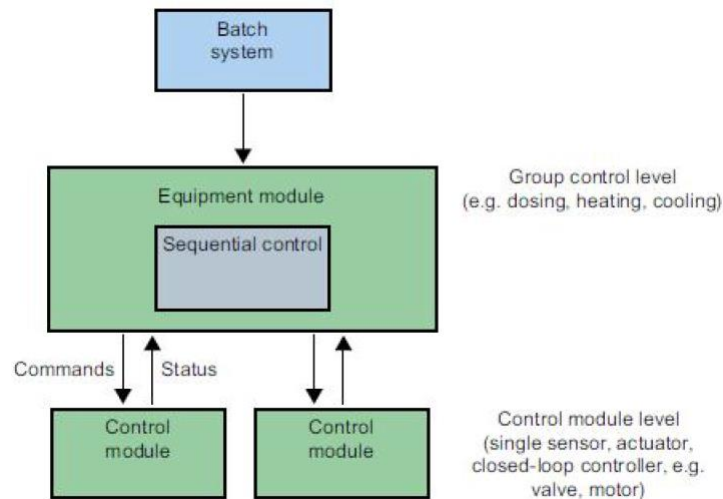 Batch
system
Equipment module
Group control level
(e.g. dosing, heating, cooling)
Sequential control
Commands
Status
Control
module
Control
module
Control module level
(single sensor, actuator,
closed-loop controller, e.g.
valve, motor)